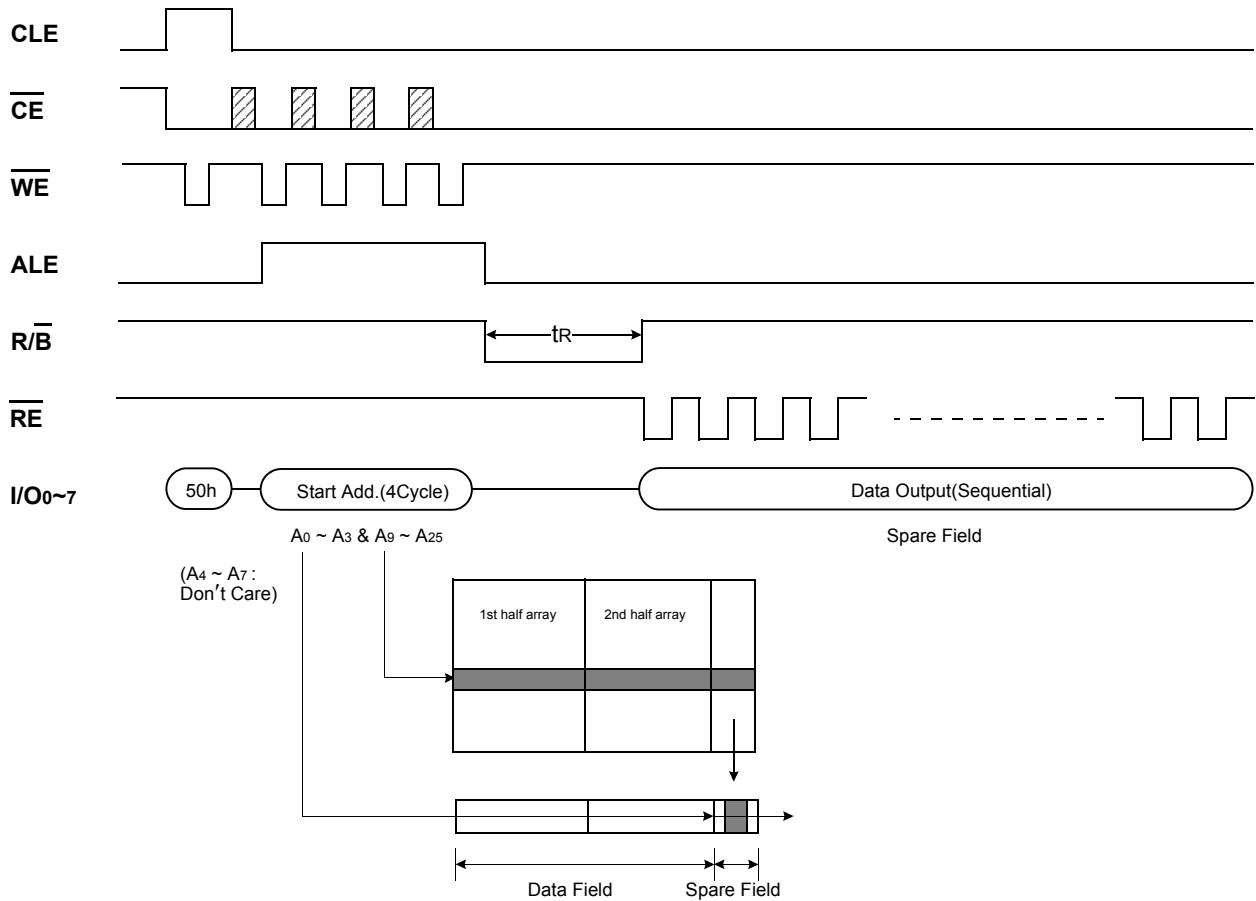 CLE
CE
WE
ALE
R/B
tR
RE
I/O0~7
50h
Start Add.(4Cycle)
Data Output(Sequential)
A0 ~ A3 & A9 ~ A25
Spare Field
(A4 ~ A7 :
Don't Care)
1st half array
2nd half array
Data Field
Spare Field